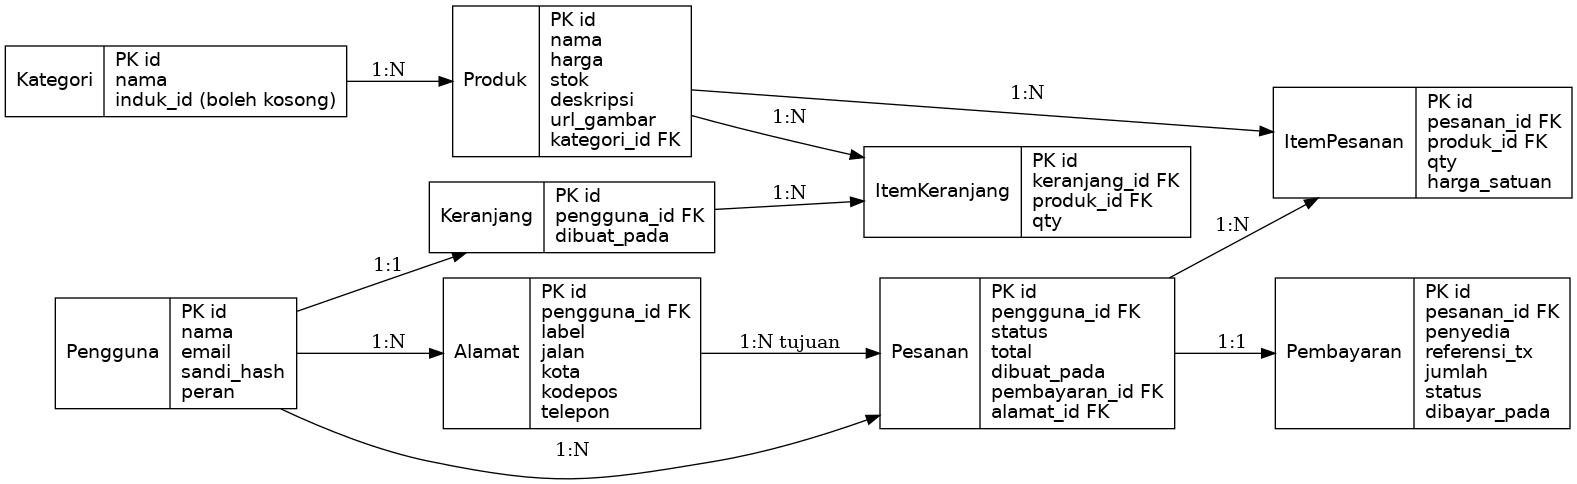 Kategori
PK id
nama
induk_id (boleh kosong)
1:N
Produk
PK id
nama
harga
stok
deskripsi
url_gambar
kategori_id FK
1:N
1:N
ItemPesanan
PK id
pesanan_id FK
produk_id FK
qty
harga_satuan
ItemKeranjang
PK id
keranjang_id FK
produk_id FK
qty
Keranjang
PK id
pengguna_id FK
dibuat_pada
1:N
1:N
1:1
Pengguna
PK id
nama
email
sandi_hash
peran
1:N
Alamat
PK id
pengguna_id FK
label
jalan
kota
kodepos
telepon
1:N tujuan
Pesanan
PK id
pengguna_id FK
status
total
dibuat_pada
pembayaran_id FK
alamat_id FK
1:1
Pembayaran
PK id
pesanan_id FK
penyedia
referensi_tx
jumlah
status
dibayar_pada
1:N